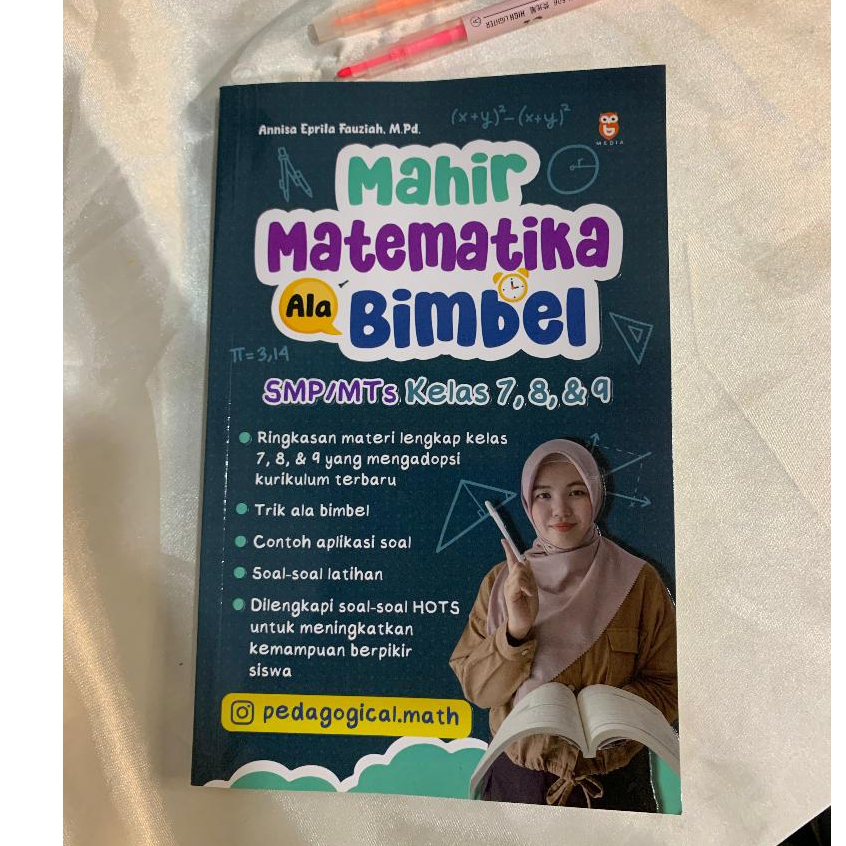 HIGH LIGHTER
Annisa Eprila Fauziah, M.Pd.
(x+y)²-(x+y)²
MEDIA
r
Mahir
Matematika
Ala Bimbel
π=3,14
SMP/MTs Kelas 7, 8, & 9
Ringkasan materi lengkap kelas
7, 8, & 9 yang mengadopsi
kurikulum terbaru
Trik ala bimbel
Contoh aplikasi soal
Soal-soal latihan
Dilengkapi soal-soal HOTS
untuk meningkatkan
kemampuan berpikir
siswa
pedagogical.math